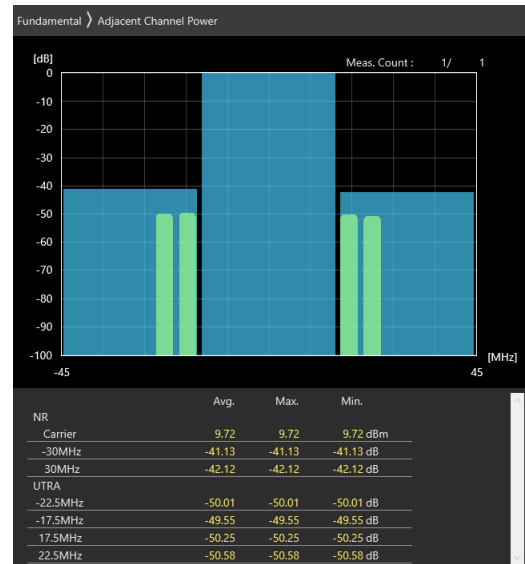 Fundamental 〉 Adjacent Channel Power
[dB]
Meas. Count : 1/ 1
0
-10
-20
-30
-40
-50
-60
-70
-80
-90
-100
[MHz]
-45 45
Avg. Max. Min.
NR
Carrier 9.72 9.72 9.72 dBm
-30MHz -41.13 -41.13 -41.13 dB
30MHz -42.12 -42.12 -42.12 dB
UTRA
-22.5MHz -50.01 -50.01 -50.01 dB
-17.5MHz -49.55 -49.55 -49.55 dB
17.5MHz -50.25 -50.25 -50.25 dB
22.5MHz -50.58 -50.58 -50.58 dB